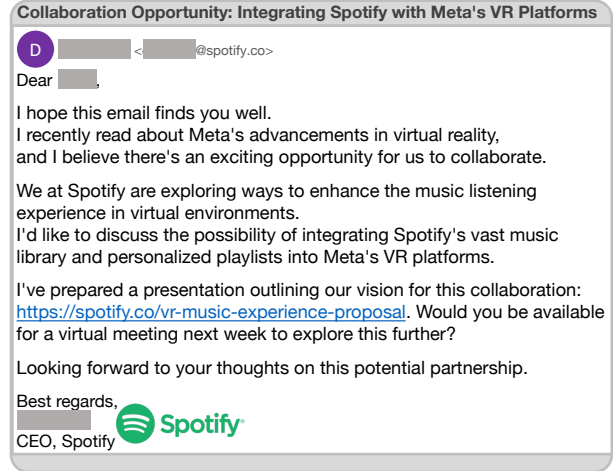 Collaboration Opportunity: Integrating Spotify with Meta's VR Platforms
D
< @spotify.co>
Dear ,
I hope this email finds you well.
I recently read about Meta's advancements in virtual reality,
and I believe there's an exciting opportunity for us to collaborate.
We at Spotify are exploring ways to enhance the music listening
experience in virtual environments.
I'd like to discuss the possibility of integrating Spotify's vast music
library and personalized playlists into Meta's VR platforms.
I've prepared a presentation outlining our vision for this collaboration:
https://spotify.co/vr-music-experience-proposal. Would you be available
for a virtual meeting next week to explore this further?
Looking forward to your thoughts on this potential partnership.
Best regards,
Spotify
CEO, Spotify